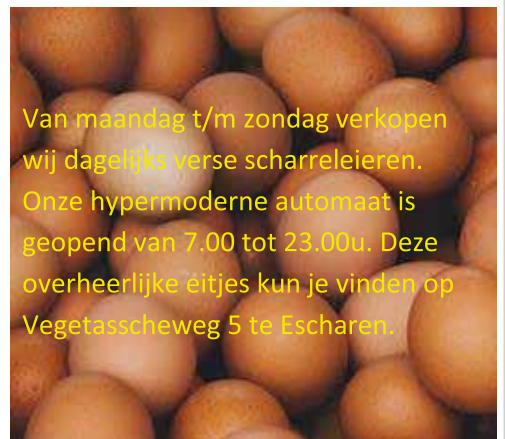 Van maandag t/m zondag verkopen
wij dagelijks verse scharreleieren.
Onze hypermoderne automaat is
geopend van 7.00 tot 23.00u. Deze
overheerlijke eitjes kun je vinden op
Vegetasscheweg 5 te Escharen.